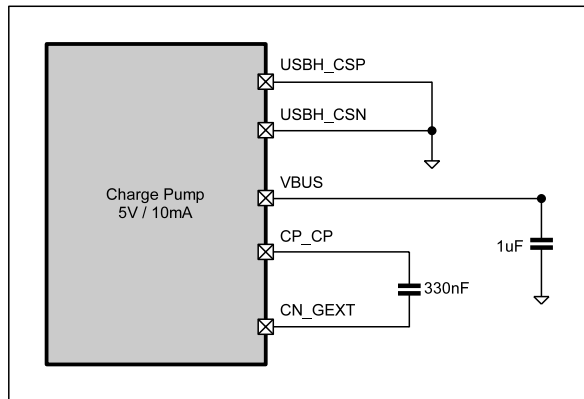 USBH_CSP
USBH_CSN
VBUS
Charge Pump
5V / 10mA
CP_CP
1uF
330nF
CN_GEXT